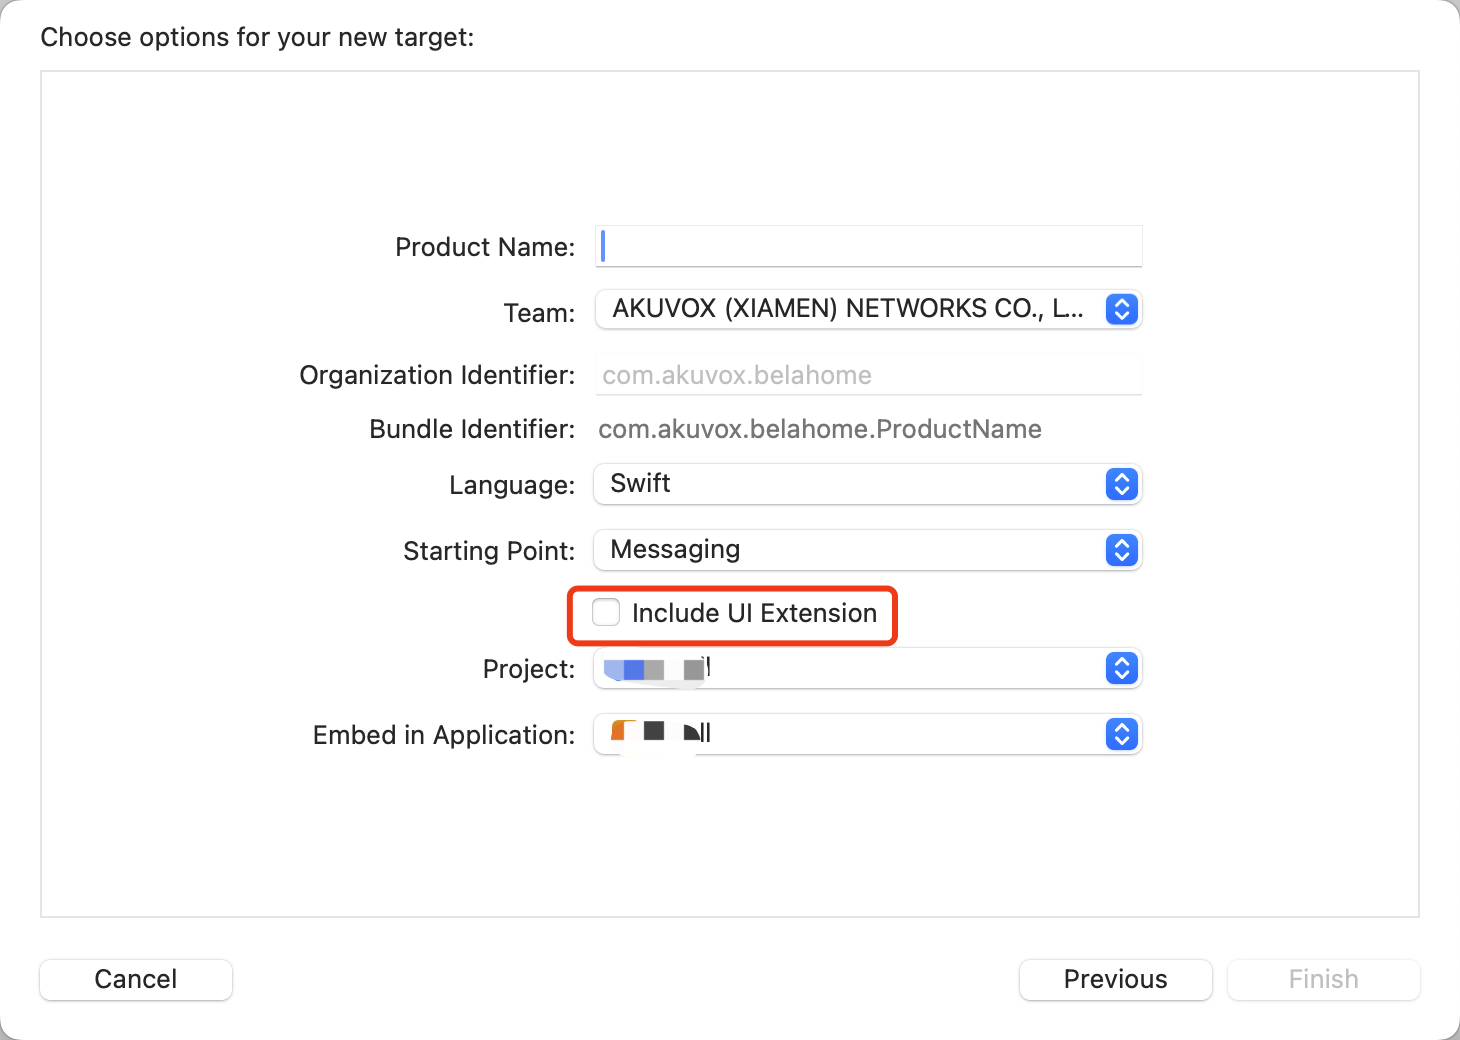 Choose options for your new target:
Product Name:
Team: AKUVOX (XIAMEN) NETWORKS CO., L...
Organization Identifier: com.akuvox.belahome
Bundle Identifier: com.akuvox.belahome.ProductName
Language: Swift
Starting Point: Messaging
Include UI Extension
Project:
Embed in Application:
Cancel Previous Finish